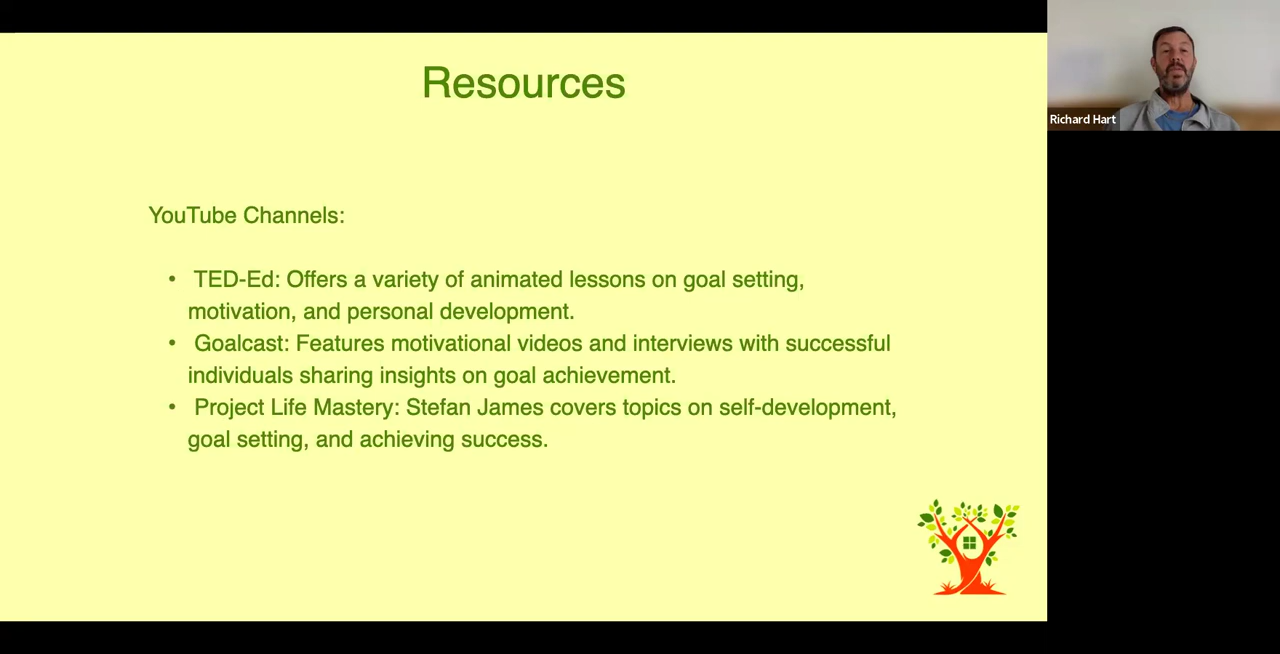 Resources
Richard Hart
YouTube Channels:
• TED-Ed: Offers a variety of animated lessons on goal setting,
motivation, and personal development.
• Goalcast: Features motivational videos and interviews with successful
individuals sharing insights on goal achievement.
• Project Life Mastery: Stefan James covers topics on self-development,
goal setting, and achieving success.